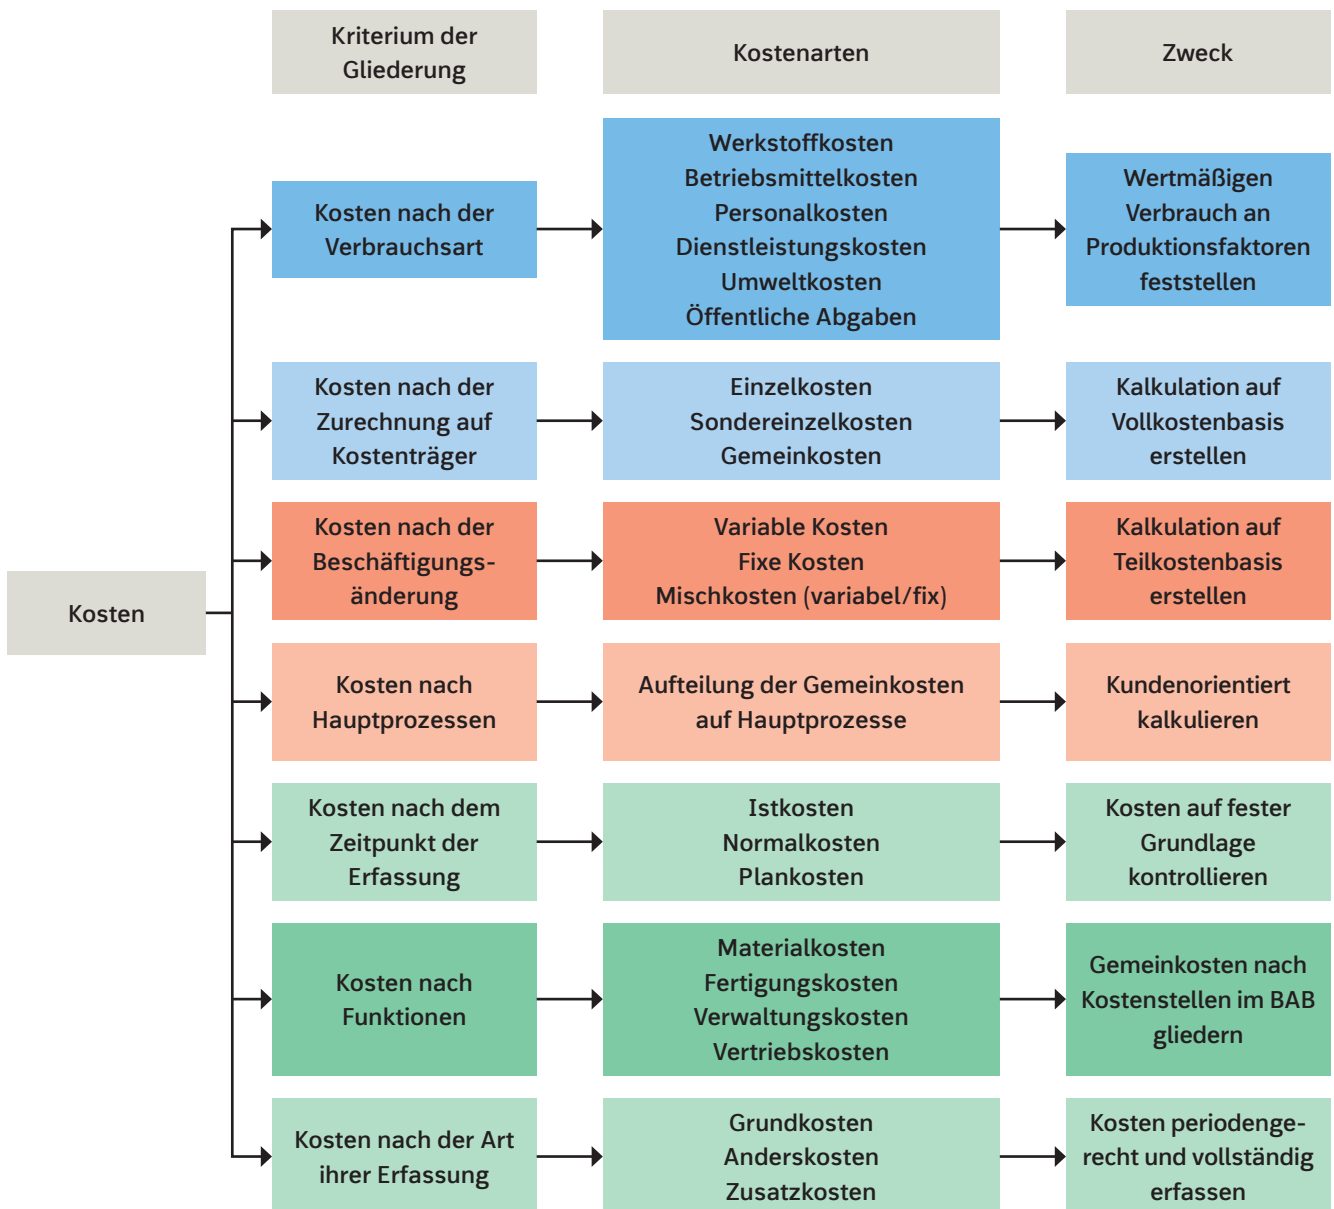 Kriterium der
Gliederung
Kostenarten
Zweck
Kosten
Kosten nach der
Verbrauchsart
Werkstoffkosten
Betriebsmittelkosten
Personalkosten
Dienstleistungskosten
Umweltkosten
Öffentliche Abgaben
Wertmäßigen
Verbrauch an
Produktionsfaktoren
feststellen
Kosten nach der
Zurechnung auf
Kostenträger
Einzelkosten
Sondereinzelkosten
Gemeinkosten
Kalkulation auf
Vollkostenbasis
erstellen
Kosten nach der
Beschäftigungs-
änderung
Variable Kosten
Fixe Kosten
Mischkosten (variabel/fix)
Kalkulation auf
Teilkostenbasis
erstellen
Kosten nach
Hauptprozessen
Aufteilung der Gemeinkosten
auf Hauptprozesse
Kundenorientiert
kalkulieren
Kosten nach dem
Zeitpunkt der
Erfassung
Istkosten
Normalkosten
Plankosten
Kosten auf fester
Grundlage
kontrollieren
Kosten nach
Funktionen
Materialkosten
Fertigungskosten
Verwaltungskosten
Vertriebskosten
Gemeinkosten nach
Kostenstellen im BAB
gliedern
Kosten nach der Art
ihrer Erfassung
Grundkosten
Anderskosten
Zusatzkosten
Kosten periodenge-
recht und vollständig
erfassen